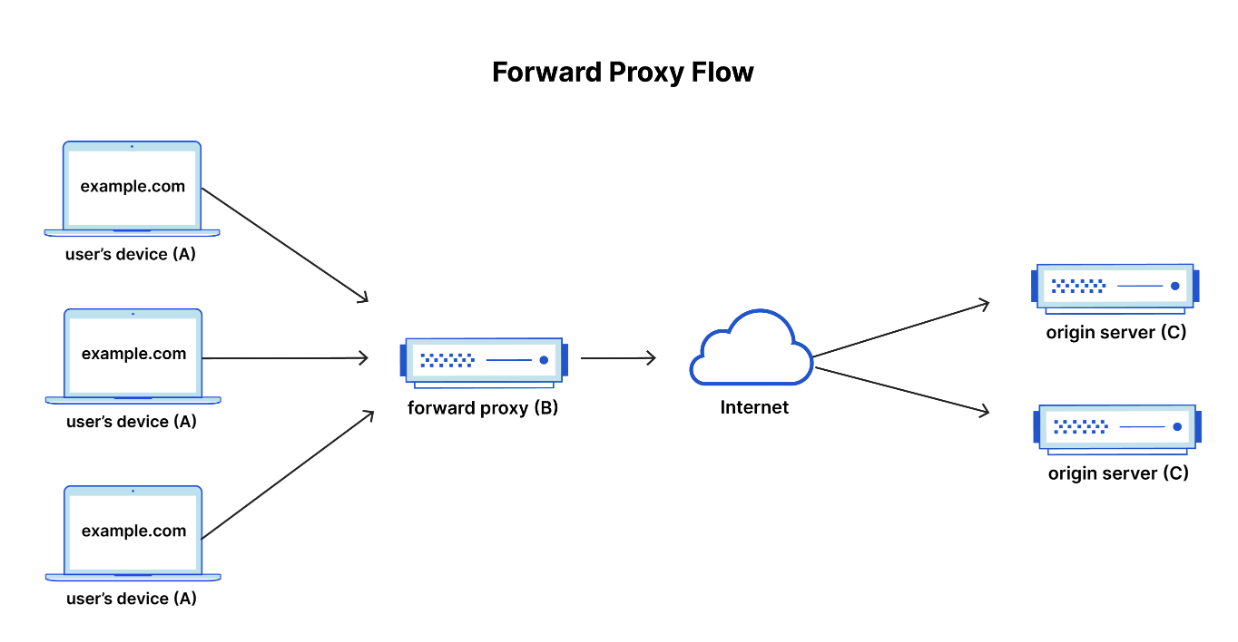 Forward Proxy Flow
example.com
user’s device (A)
example.com
user’s device (A)
example.com
user’s device (A)
forward proxy (B)
Internet
origin server (C)
origin server (C)